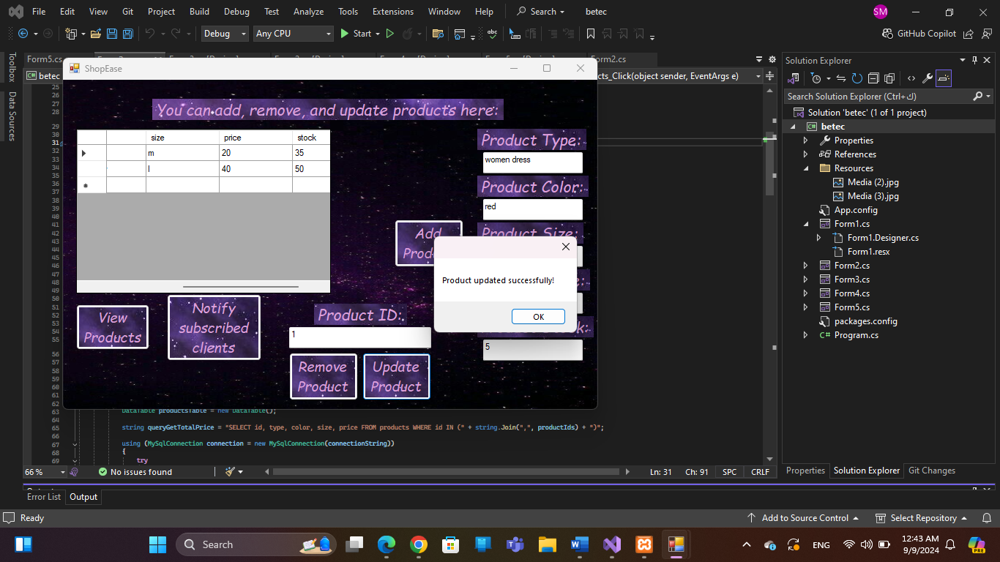 File Edit View Git Project Build Debug Test Analyze Tools Extensions Window Help Search betec SM
Debug Any CPU Start GitHub Copilot
Toolbox
Data Sources
Form5.cs Form2.cs
betec cts_Click(object sender, EventArgs e)
ShopEase
You can add, remove, and update products here:
size price stock
m 20 35
l 40 50
Product Type:
women dress
Product Color:
red
Product Size:
Add
Product updated successfully!
OK
5
View
Products
Notify
subscribed
clients
Product ID:
1
Remove
Product
Update
Product
25
26
27
28
29
30
31
32
33
34
35
36
37
38
39
40
41
42
43
44
45
46
47
48
49
50
51
52
53
54
55
56
57
58
59
60
61
62
63 DataTable productsTable = new DataTable();
64
65 string queryGetTotalPrice = "SELECT id, type, color, size, price FROM products WHERE id IN (" + string.Join(",", productIds) + ")";
66
67 using (MySqlConnection connection = new MySqlConnection(connectionString))
68 {
69 try
66 % No issues found Ln: 31 Ch: 91 SPC CRLF
Error List Output
Solution Explorer
Search Solution Explorer (Ctrl+ك)
Solution 'betec' (1 of 1 project)
betec
Properties
References
Resources
Media (2).jpg
Media (3).jpg
App.config
Form1.cs
Form1.Designer.cs
Form1.resx
Form2.cs
Form3.cs
Form4.cs
Form5.cs
packages.config
Program.cs
Properties Solution Explorer Git Changes
Ready Add to Source Control Select Repository
Search ENG 12:43 AM
9/9/2024
PRE